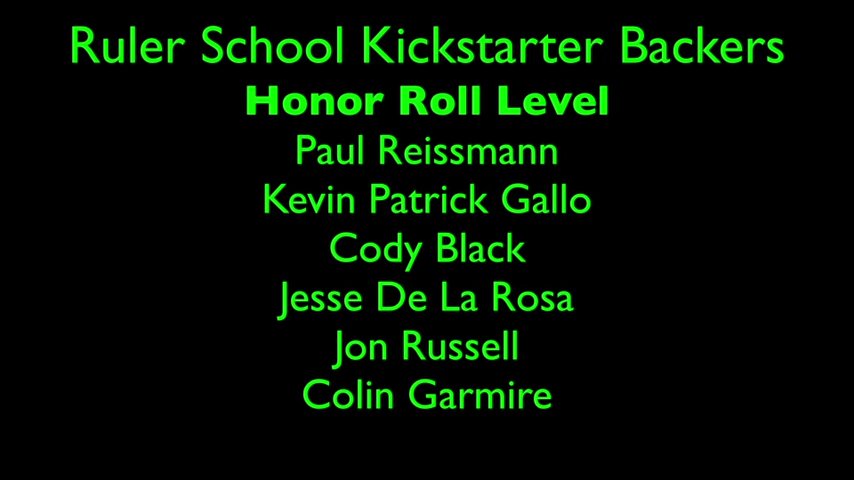 Ruler School Kickstarter Backers
Honor Roll Level
Paul Reissmann
Kevin Patrick Gallo
Cody Black
Jesse De La Rosa
Jon Russell
Colin Garmire